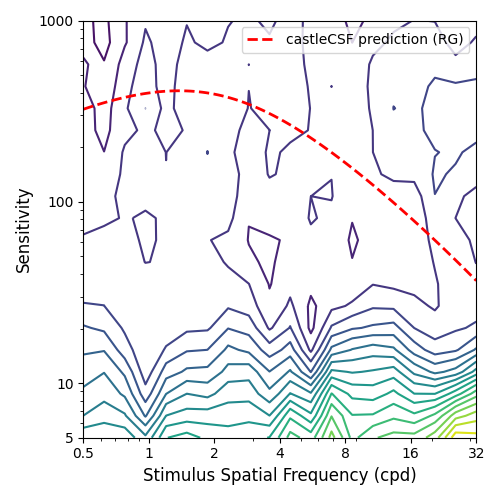 castleCSF prediction (RG)
Sensitivity
1000
100
10
5
0.5 1 2 4 8 16 32
Stimulus Spatial Frequency (cpd)